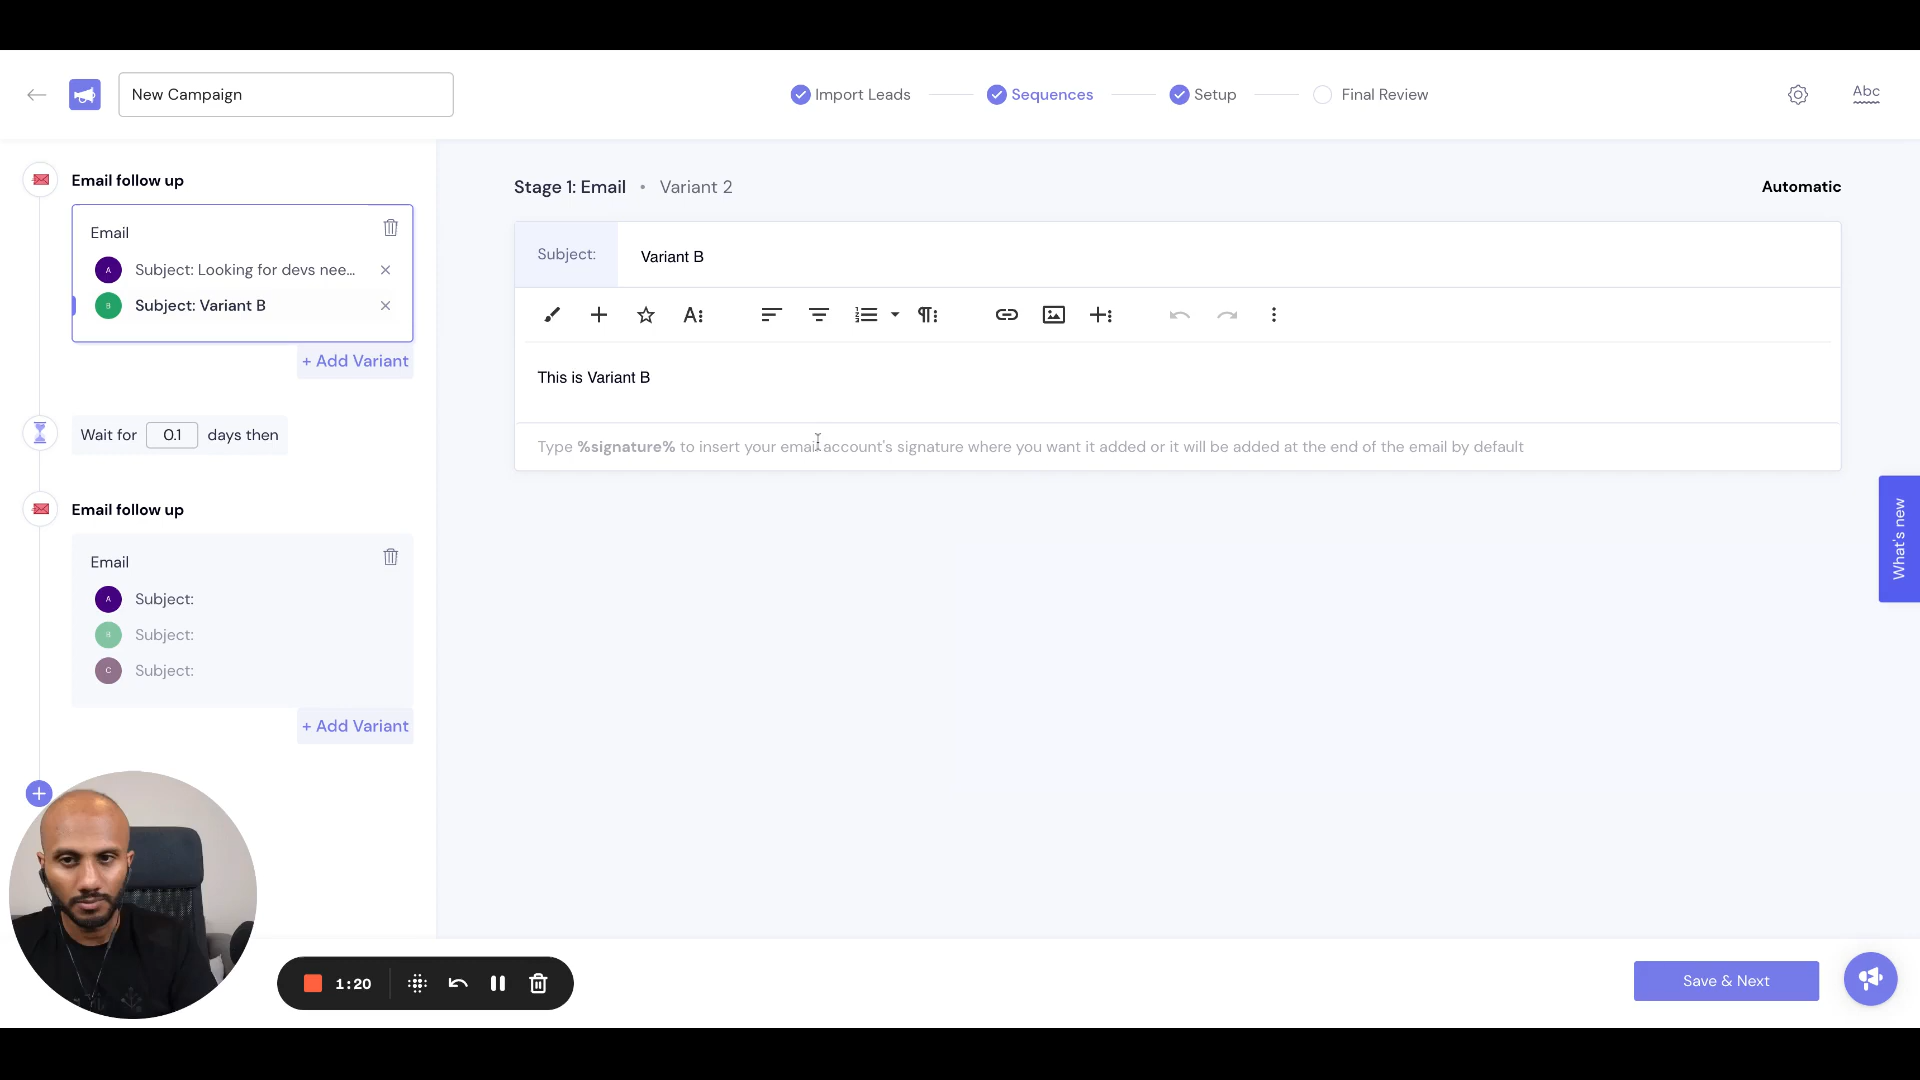 New Campaign
Import Leads
Sequences
Setup
Final Review
Abc
Email follow up
Email
A Subject: Looking for devs nee...
B Subject: Variant B
+ Add Variant
Wait for 0.1 days then
Email follow up
Email
A Subject:
B Subject:
C Subject:
+ Add Variant
Stage 1: Email • Variant 2
Automatic
Subject: Variant B
This is Variant B
Type %signature% to insert your email account's signature where you want it added or it will be added at the end of the email by default
What's new
1:20
Save & Next